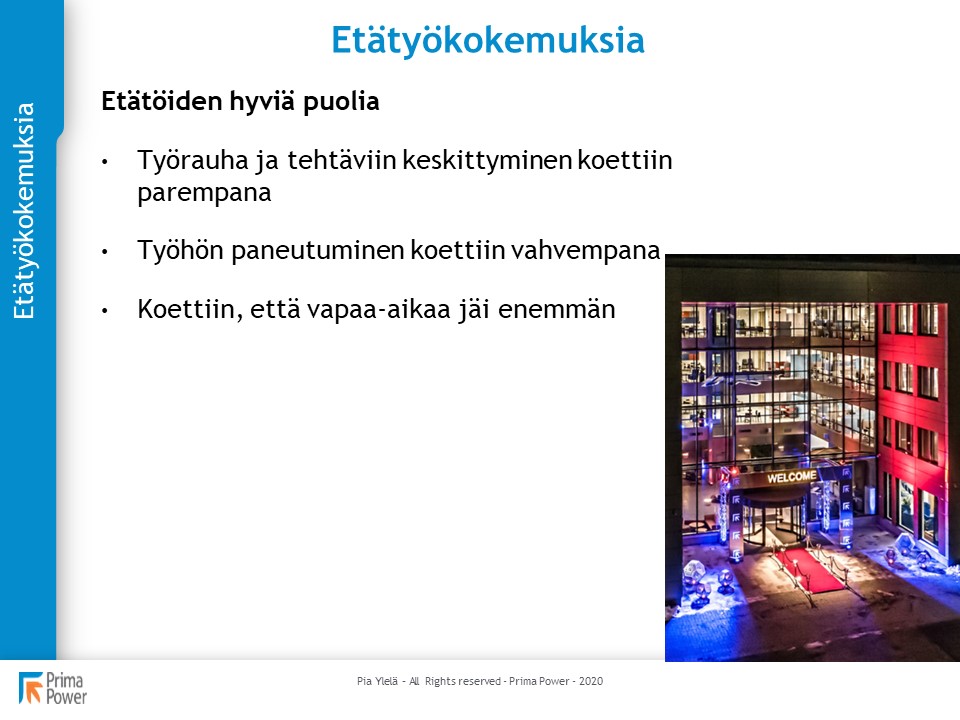 Etätyökokemuksia
Etätyökokemuksia
Etätöiden hyviä puolia
• Työrauha ja tehtäviin keskittyminen koettiin
parempana
• Työhön paneutuminen koettiin vahvempana
• Koettiin, että vapaa-aikaa jäi enemmän
WELCOME
Prima
Power
Pia Ylelä - All Rights reserved - Prima Power - 2020